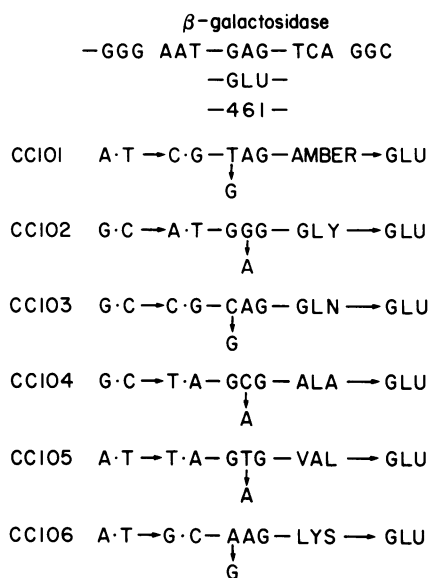 β-galactosidase
—GGG AAT—GAG—TCA GGC
—GLU—
—461—
CC101 A·T→C·G—TAG—AMBER→GLU
↓
G
CC102 G·C→A·T—GGG—GLY→GLU
↓
A
CC103 G·C→C·G—CAG—GLN→GLU
↓
G
CC104 G·C→T·A—GCG—ALA→GLU
↓
A
CC105 A·T→T·A—GTG—VAL→GLU
↓
A
CC106 A·T→G·C—AAG—LYS→GLU
↓
G